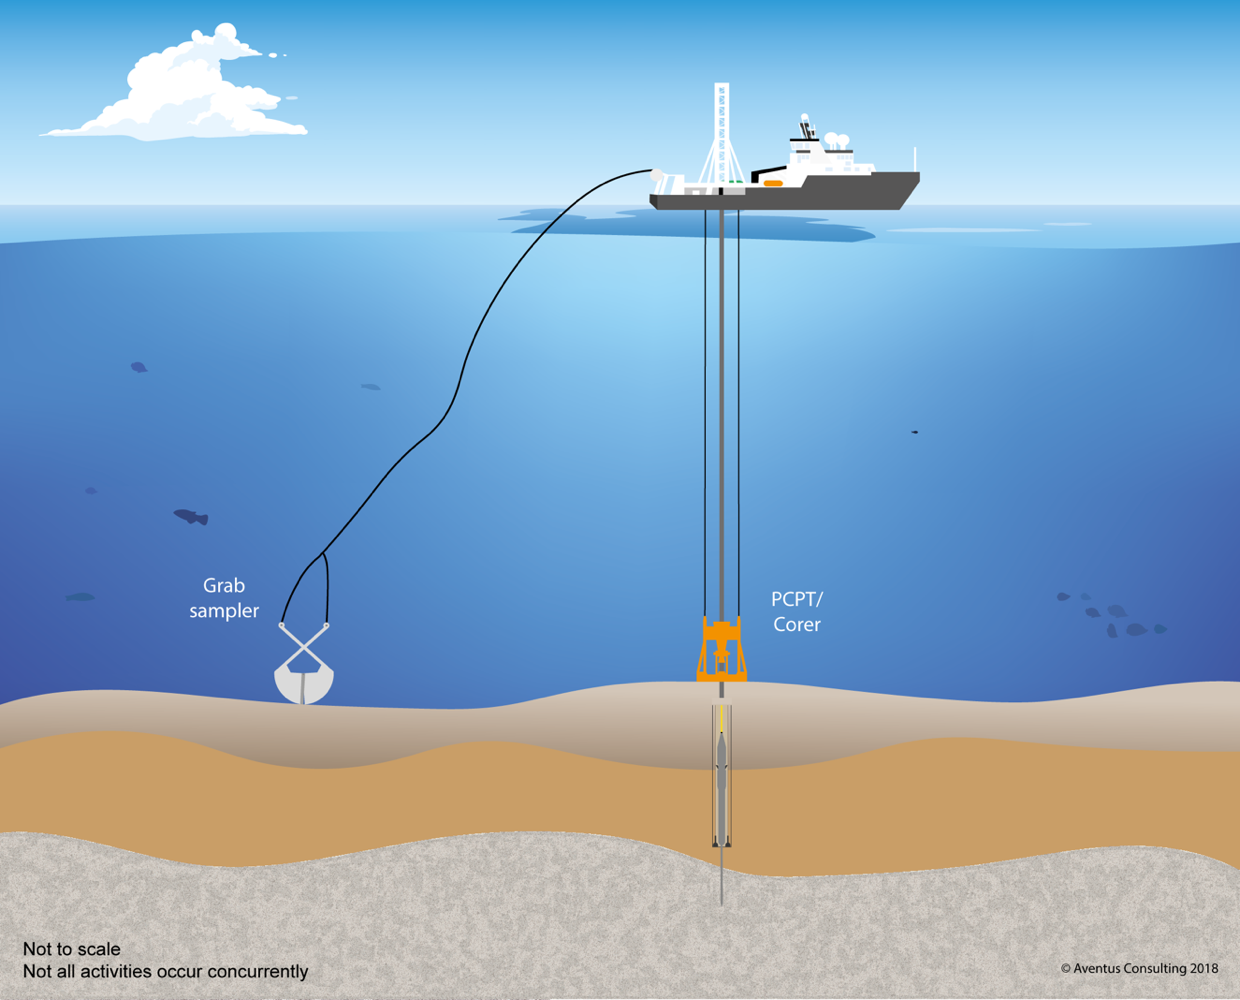 Grab
sampler
PCPT/
Corer
Not to scale
Not all activities occur concurrently
© Aventus Consulting 2018